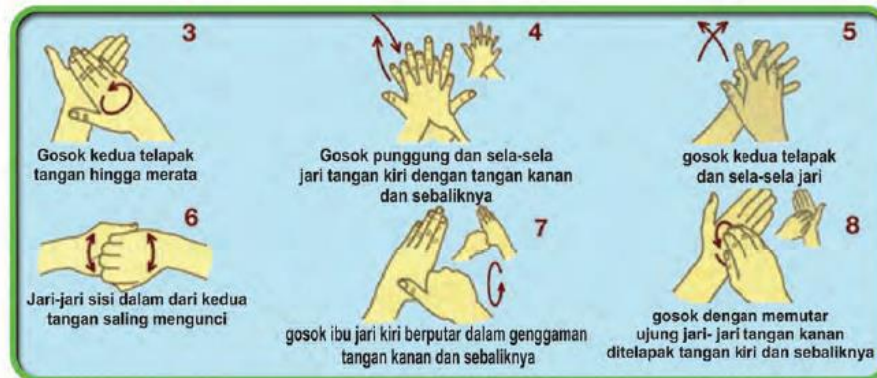 3
Gosok kedua telapak
tangan hingga merata
4
Gosok punggung dan sela-sela
jari tangan kiri dengan tangan kanan
dan sebaliknya
5
gosok kedua telapak
dan sela-sela jari
6
Jari-jari sisi dalam dari kedua
tangan saling mengunci
7
gosok ibu jari kiri berputar dalam genggaman
tangan kanan dan sebaliknya
8
gosok dengan memutar
ujung jari- jari tangan kanan
ditelapak tangan kiri dan sebaliknya